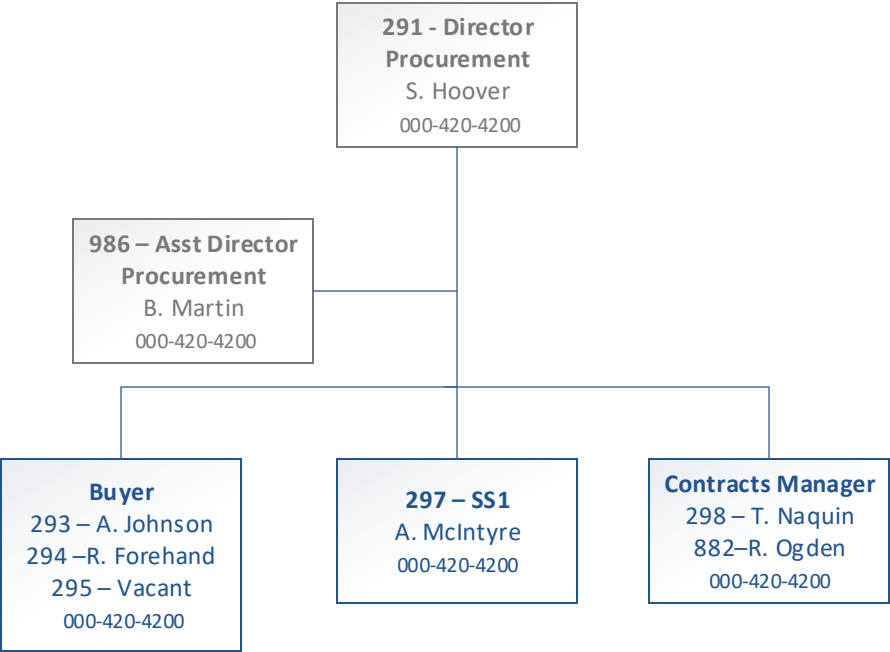 291 - Director
Procurement
S. Hoover
000-420-4200
986 – Asst Director
Procurement
B. Martin
000-420-4200
Buyer
293 – A. Johnson
294 –R. Forehand
295 – Vacant
000-420-4200
297 – SS1
A. McIntyre
000-420-4200
Contracts Manager
298 – T. Naquin
882–R. Ogden
000-420-4200